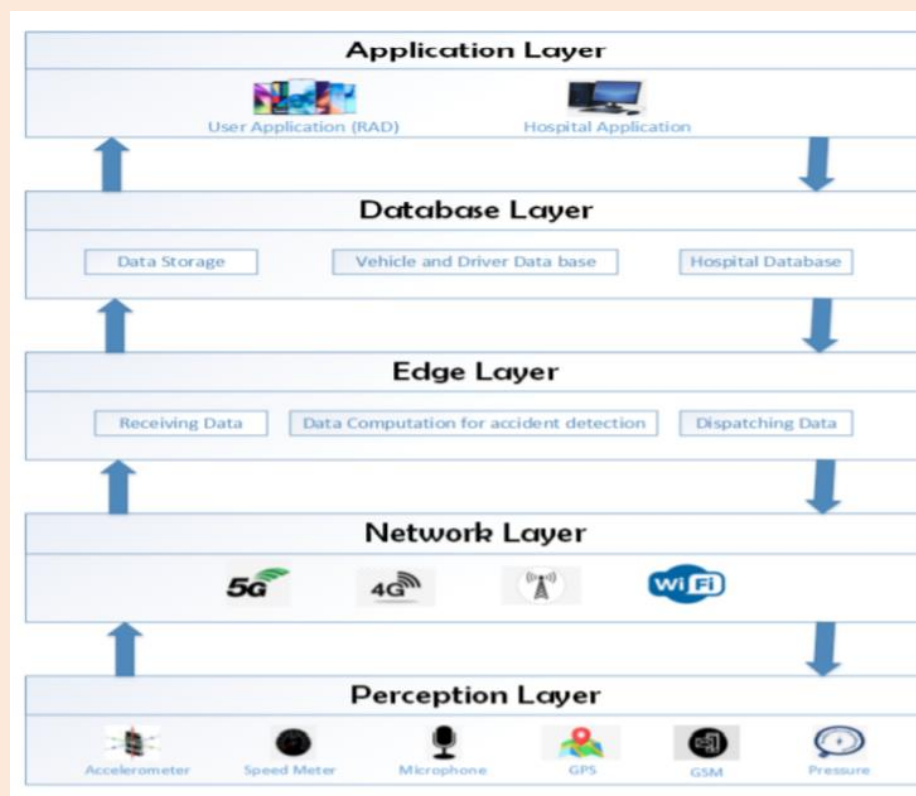 Application Layer
User Application (RAD) Hospital Application
Database Layer
Data Storage Vehicle and Driver Data base Hospital Database
Edge Layer
Receiving Data Data Computation for accident detection Dispatching Data
Network Layer
5G 4G Wi Fi
Perception Layer
Accelerometer Speed Meter Microphone GPS GSM Pressure